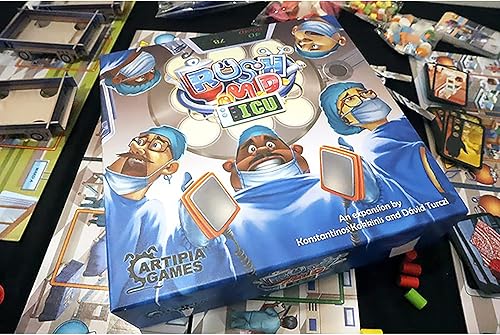 RUSH
M.D.
ICU
An expansion by
Konstantinos Kokkinis and Dávid Turczi
ARTIPIA
GAMES